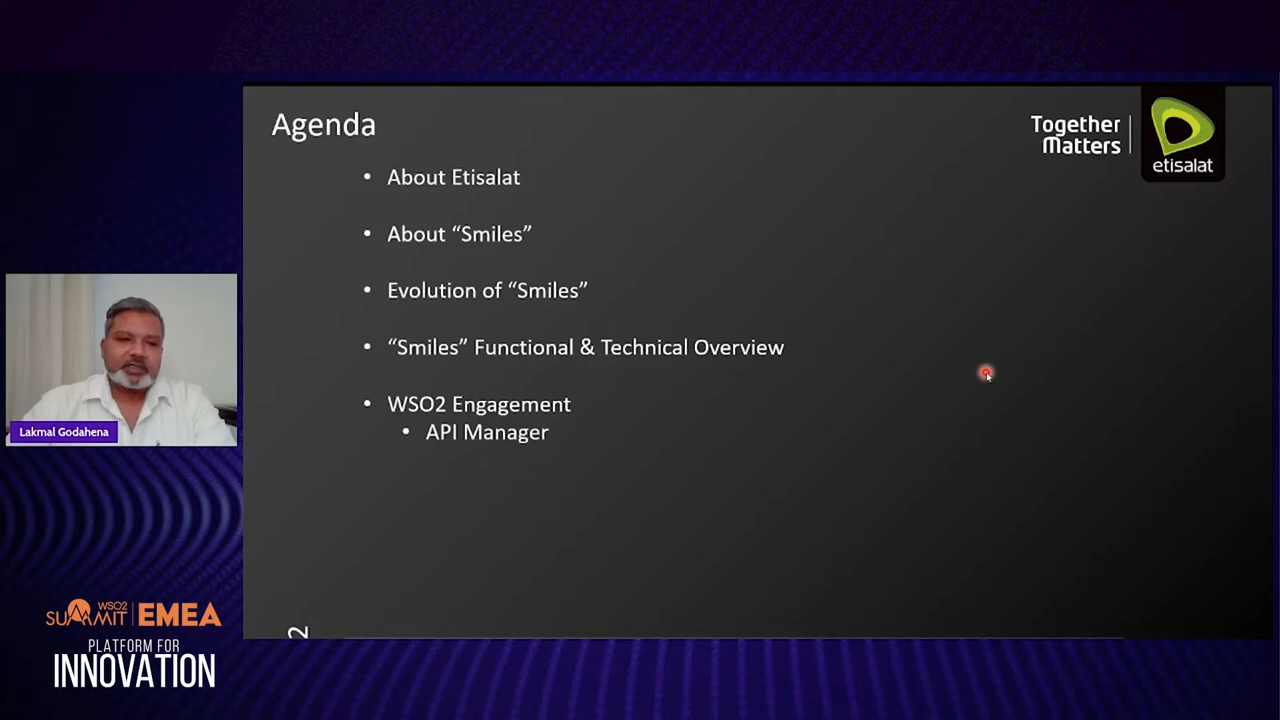 Agenda
Together
Matters
etisalat
• About Etisalat
• About “Smiles”
• Evolution of “Smiles”
• “Smiles” Functional & Technical Overview
• WSO2 Engagement
• API Manager
Lakmal Godahena
WSO2
SUMMIT | EMEA
PLATFORM FOR
INNOVATION
2